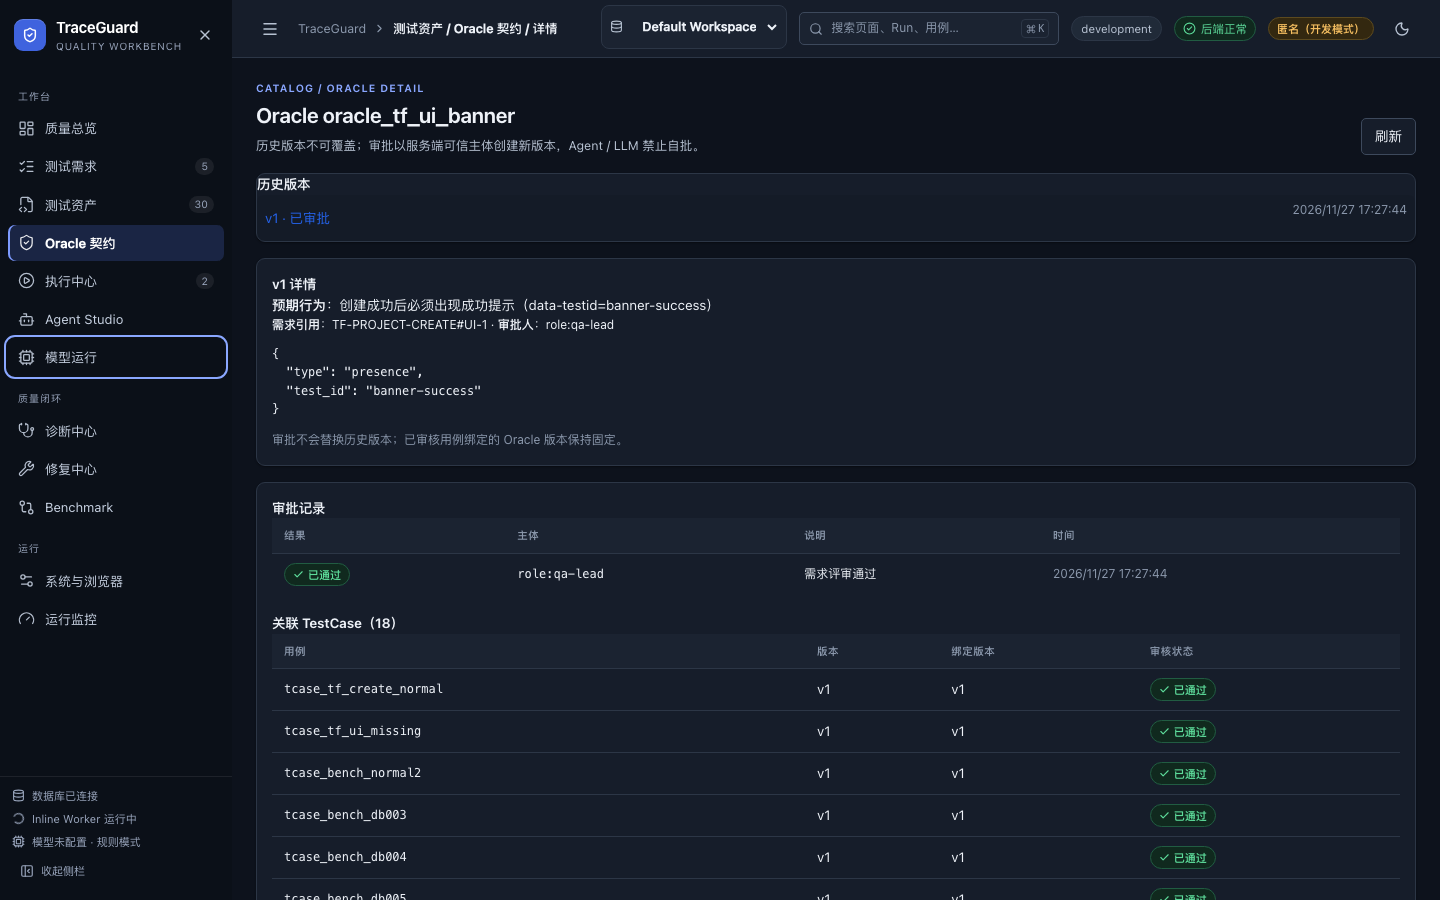 TraceGuard
QUALITY WORKBENCH
工作台
质量总览
测试需求 5
测试资产 30
Oracle 契约
执行中心 2
Agent Studio
模型运行
质量闭环
诊断中心
修复中心
Benchmark
运行
系统与浏览器
运行监控
数据库已连接
Inline Worker 运行中
模型未配置 · 规则模式
收起侧栏
TraceGuard > 测试资产 / Oracle 契约 / 详情
Default Workspace
搜索页面、Run、用例... ⌘ K
development
后端正常
匿名（开发模式）
CATALOG / ORACLE DETAIL
Oracle oracle_tf_ui_banner
历史版本不可覆盖；审批以服务端可信主体创建新版本，Agent / LLM 禁止自批。
刷新
历史版本
v1 · 已审批 2026/11/27 17:27:44
v1 详情
预期行为：创建成功后必须出现成功提示（data-testid=banner-success）
需求引用：TF-PROJECT-CREATE#UI-1 · 审批人：role:qa-lead
{
  "type": "presence",
  "test_id": "banner-success"
}
审批不会替换历史版本；已审核用例绑定的 Oracle 版本保持固定。
审批记录
结果 主体 说明 时间
已通过 role:qa-lead 需求评审通过 2026/11/27 17:27:44
关联 TestCase（18）
用例 版本 绑定版本 审核状态
tcase_tf_create_normal v1 v1 已通过
tcase_tf_ui_missing v1 v1 已通过
tcase_bench_normal2 v1 v1 已通过
tcase_bench_db003 v1 v1 已通过
tcase_bench_db004 v1 v1 已通过
tcase_bench_db005 v1 v1 已通过